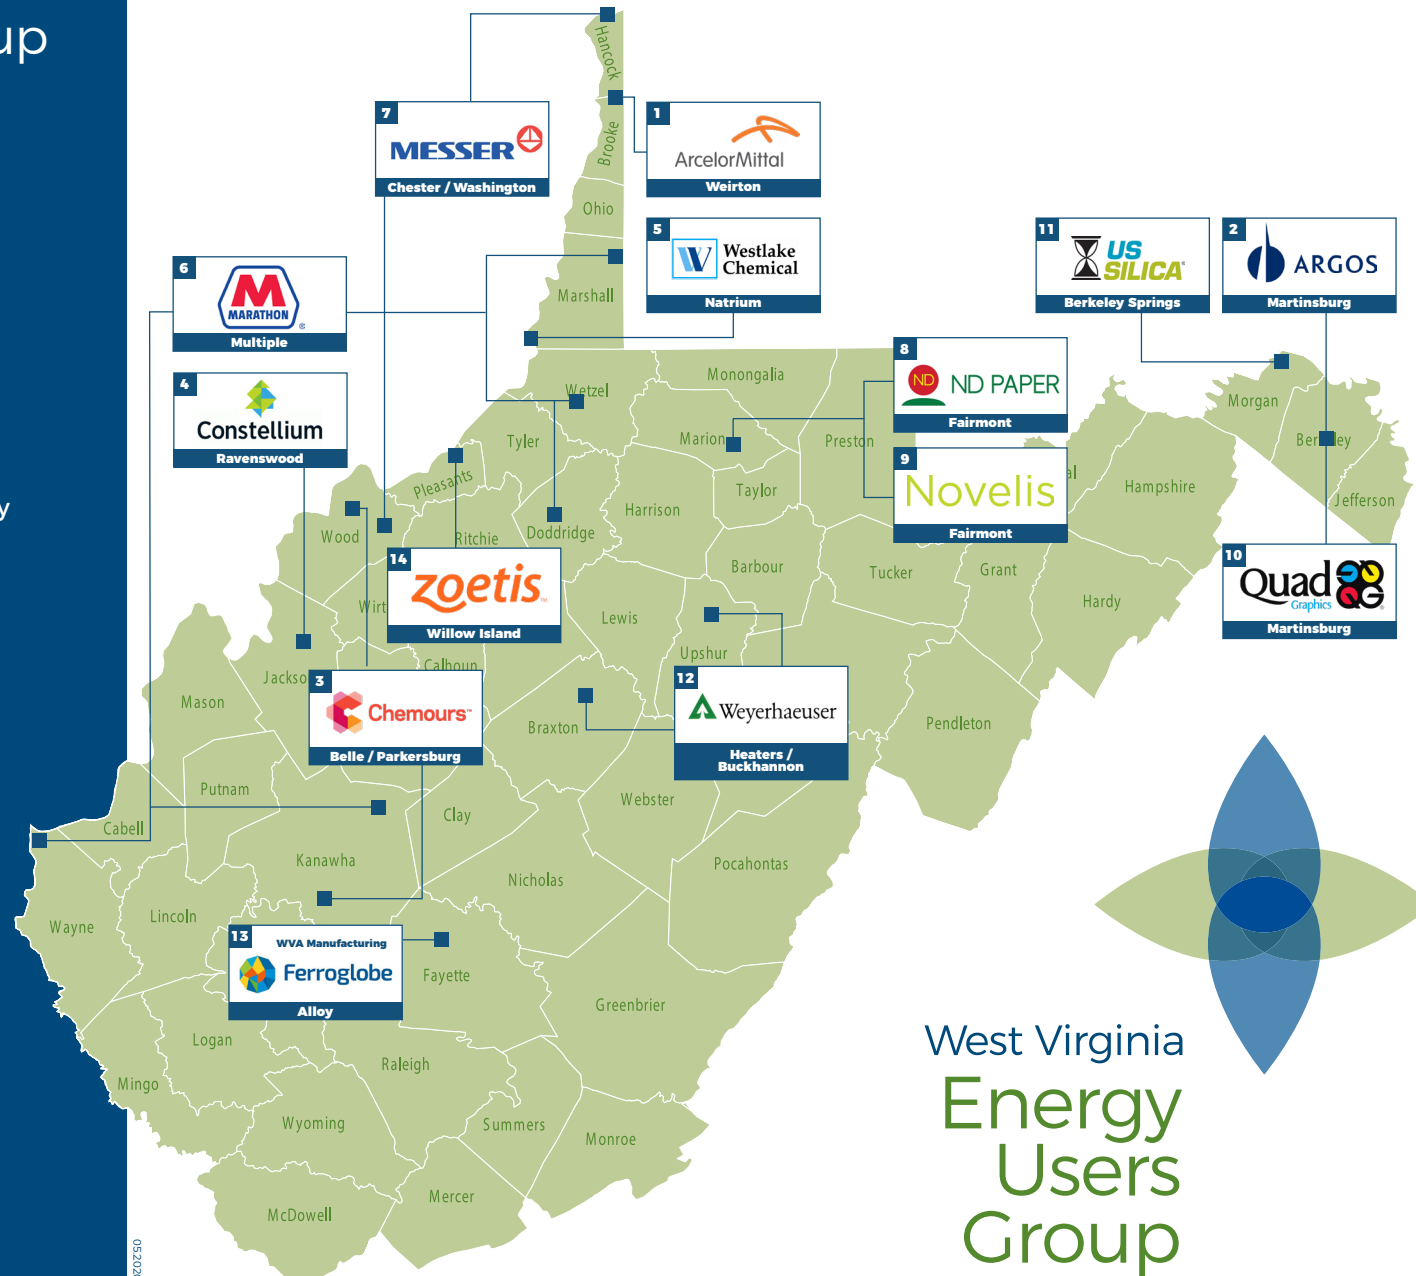 up
y
Hancock
Brooke
Ohio
Marshall
Wetzel
Monongalia
Tyler
Marion
Preston
Pleasants
Taylor
Harrison
Doddridge
Ritchie
Wood
Wirt
Barbour
Tucker
Grant
Hardy
Hampshire
Morgan
Jefferson
Lewis
Upshur
Calhoun
Mason
Braxton
Pendleton
Putnam
Webster
Clay
Cabell
Kanawha
Pocahontas
Nicholas
Wayne
Lincoln
Fayette
Greenbrier
Logan
Raleigh
Mingo
Wyoming
Summers
Monroe
Mercer
McDowell
7
MESSER
Chester / Washington
1
ArcelorMittal
Weirton
5
Westlake
Chemical
Natrium
11
US
SILICA
Berkeley Springs
2
ARGOS
Martinsburg
6
M
MARATHON
®
Multiple
4
Constellium
Ravenswood
8
ND
ND PAPER
Fairmont
9
Novelis
Fairmont
10
Quad
Graphics
QG
Martinsburg
14
zoetis
Willow Island
3
Chemours™
Belle / Parkersburg
12
Weyerhaeuser
Heaters /
Buckhannon
13
WVA Manufacturing
Ferroglobe
Alloy
West Virginia
Energy
Users
Group